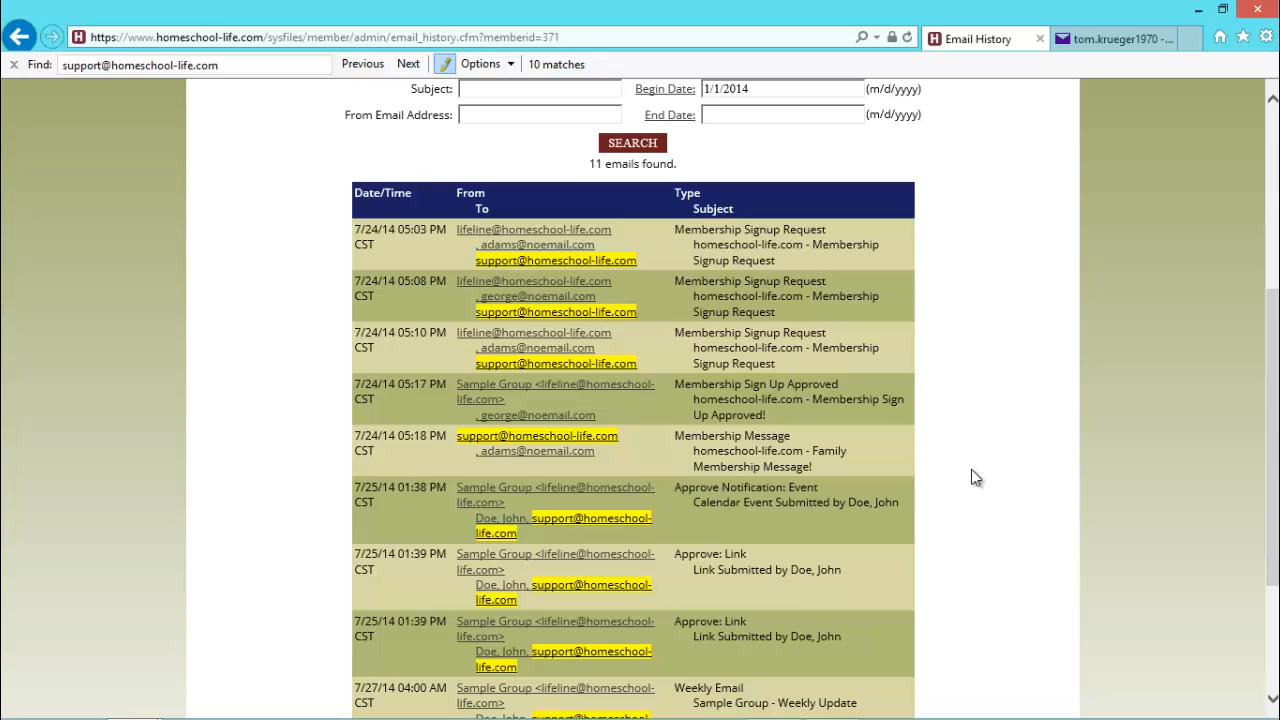 https://www.homeschool-life.com/sysfiles/member/admin/email_history.cfm?memberid=371
Email History
tom.krueger1970 -...
Find: support@homeschool-life.com Previous Next Options 10 matches
Subject: Begin Date: 1/1/2014 (m/d/yyyy)
From Email Address: End Date: (m/d/yyyy)
SEARCH
11 emails found.
Date/Time From Type
To Subject
7/24/14 05:03 PM lifeline@homeschool-life.com Membership Signup Request
CST , adams@noemail.com homeschool-life.com - Membership
support@homeschool-life.com Signup Request
7/24/14 05:08 PM lifeline@homeschool-life.com Membership Signup Request
CST , george@noemail.com homeschool-life.com - Membership
support@homeschool-life.com Signup Request
7/24/14 05:10 PM lifeline@homeschool-life.com Membership Signup Request
CST , adams@noemail.com homeschool-life.com - Membership
support@homeschool-life.com Signup Request
7/24/14 05:17 PM Sample Group <lifeline@homeschool- Membership Sign Up Approved
CST life.com> homeschool-life.com - Membership Sign
, george@noemail.com Up Approved!
7/24/14 05:18 PM support@homeschool-life.com Membership Message
CST , adams@noemail.com homeschool-life.com - Family
Membership Message!
7/25/14 01:38 PM Sample Group <lifeline@homeschool- Approve Notification: Event
CST life.com> Calendar Event Submitted by Doe, John
Doe, John, support@homeschool-
life.com
7/25/14 01:39 PM Sample Group <lifeline@homeschool- Approve: Link
CST life.com> Link Submitted by Doe, John
Doe, John, support@homeschool-
life.com
7/25/14 01:39 PM Sample Group <lifeline@homeschool- Approve: Link
CST life.com> Link Submitted by Doe, John
Doe, John, support@homeschool-
life.com
7/27/14 04:00 AM Sample Group <lifeline@homeschool- Weekly Email
CST life.com> Sample Group - Weekly Update
Doe, John, support@homeschool-